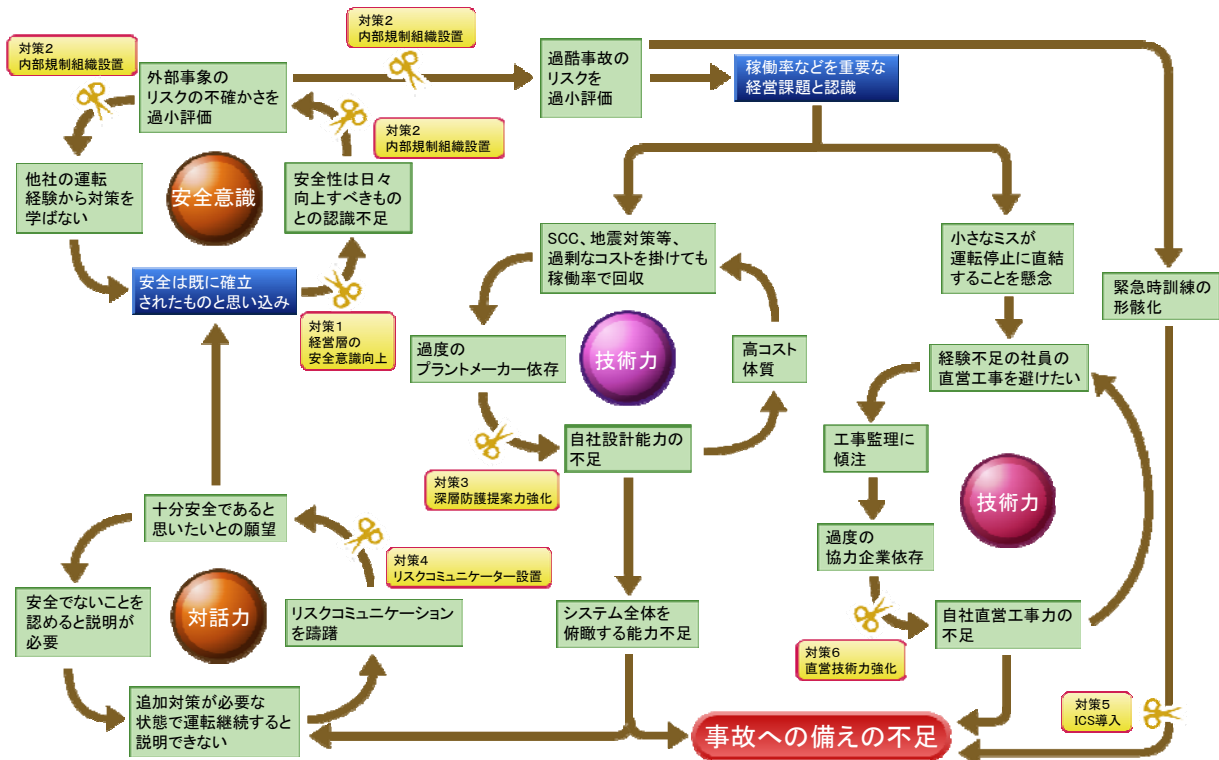 対策2
内部規制組織設置
対策2
内部規制組織設置
外部事象の
リスクの不確かさを
過小評価
過酷事故の
リスクを
過小評価
稼働率などを重要な
経営課題と認識
対策2
内部規制組織設置
他社の運転
経験から対策を
学ばない
安全意識
安全性は日々
向上すべきもの
との認識不足
安全は既に確立
されたものと思い込み
対策1
経営層の
安全意識向上
SCC、地震対策等、
過剰なコストを掛けても
稼働率で回収
小さなミスが
運転停止に直結
することを懸念
緊急時訓練の
形骸化
過度の
プラントメーカー依存
技術力
高コスト
体質
経験不足の社員の
直営工事を避けたい
自社設計能力の
不足
対策3
深層防護提案力強化
工事監理に
傾注
技術力
過度の
協力企業依存
十分安全であると
思いたいとの願望
対策4
リスクコミュニケーター設置
安全でないことを
認めると説明が
必要
対話力
リスクコミュニケーション
を躊躇
システム全体を
俯瞰する能力不足
自社直営工事力の
不足
対策6
直営技術力強化
追加対策が必要な
状態で運転継続すると
説明できない
事故への備えの不足
対策5
ICS導入